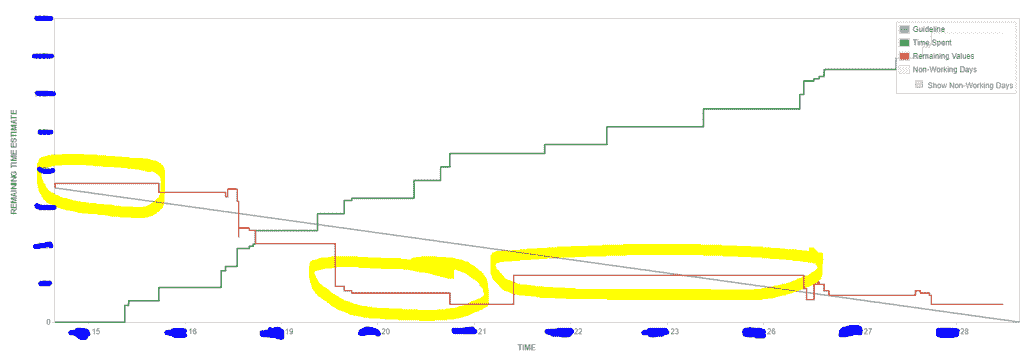 Guideline
Time Spent
Remaining Values
Non-Working Days
Show Non-Working Days
REMAINING TIME ESTIMATE
0
15 16 19 20 21 22 23 26 27 28
TIME